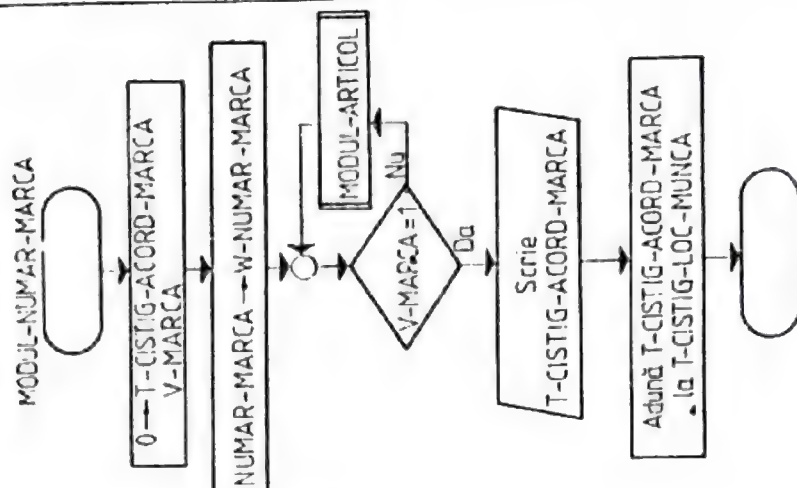 MODUL-NUMAR-MARCA
0→T-CISTIG-ACORD-MARCA
V-MARCA
NUMAR-MARCA→W-NUMAR-MARCA
MODUL-ARTICOL
V-MARCA=1
Nu
Da
Scrie
T-CISTIG-ACORD-MARCA
Adună T-CISTIG-ACORD-MARCA
la T-CISTIG-LOC-MUNCA